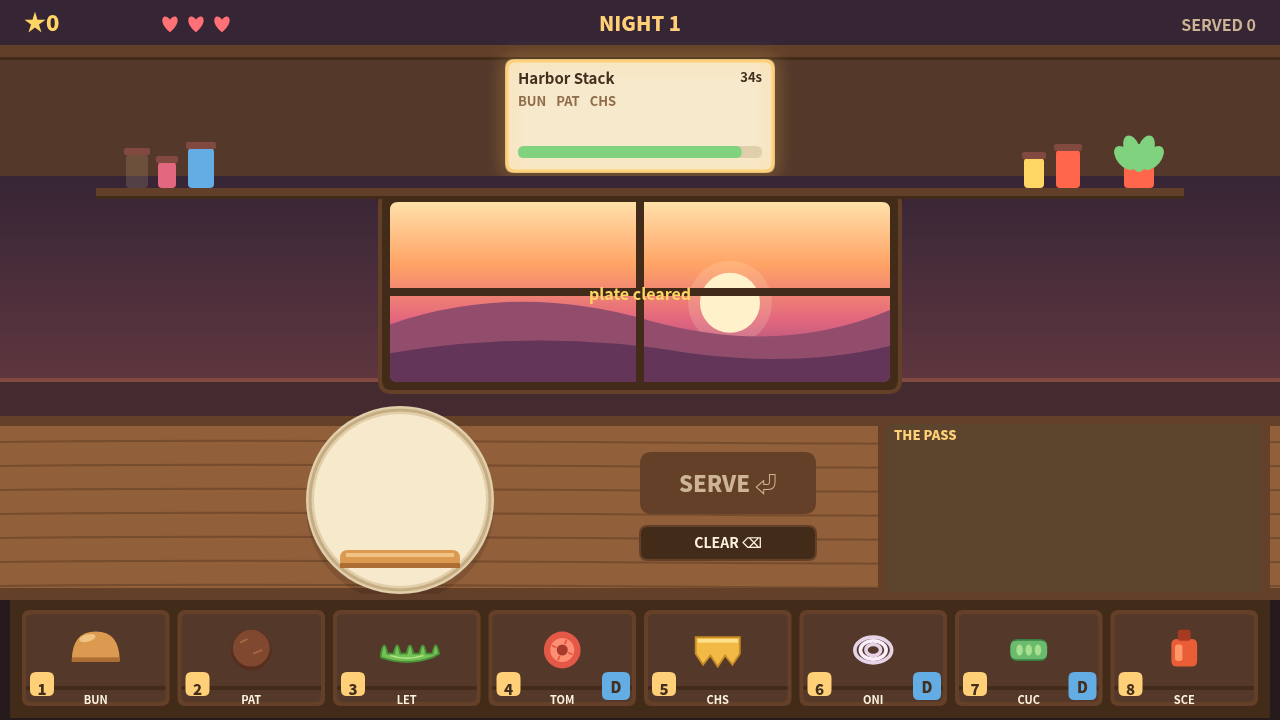 ★0
NIGHT 1
SERVED 0
Harbor Stack
34s
BUN PAT CHS
plate cleared
THE PASS
SERVE ⏎
CLEAR ⌫
1
BUN
2
PAT
3
LET
4
D
TOM
5
CHS
6
D
ONI
7
D
CUC
8
SCE